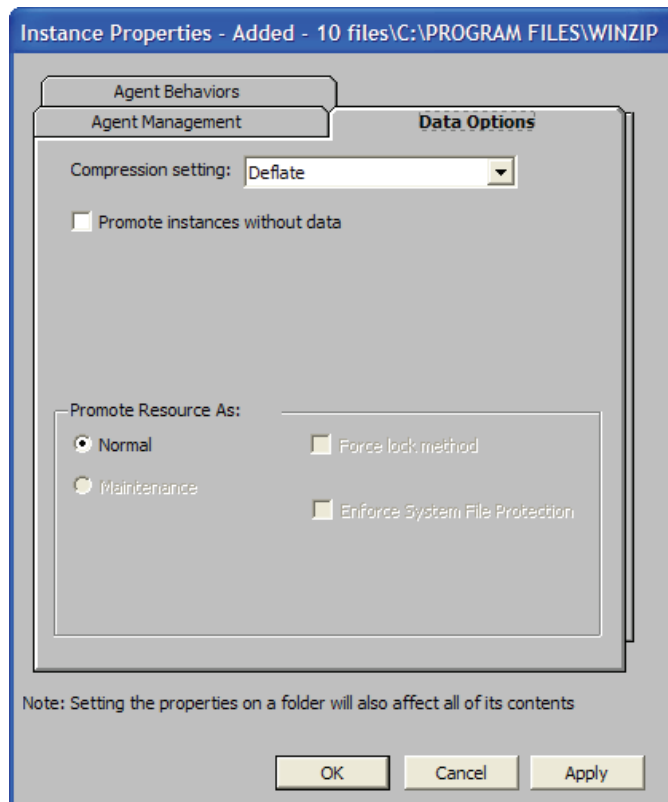 Instance Properties - Added - 10 files\C:\PROGRAM FILES\WINZIP
Agent Behaviors
Agent Management
Data Options
Compression setting: Deflate
Promote instances without data
Promote Resource As:
Normal
Force lock method
Maintenance
Enforce System File Protection
Note: Setting the properties on a folder will also affect all of its contents
OK
Cancel
Apply